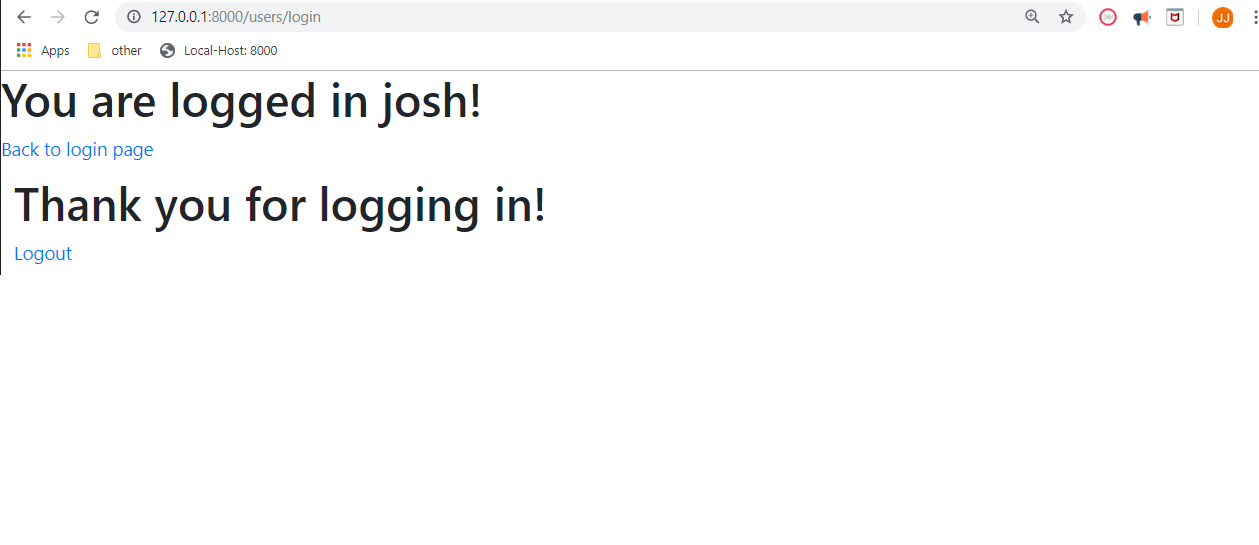 127.0.0.1:8000/users/login
JJ
Apps other Local-Host: 8000
You are logged in josh!
Back to login page
Thank you for logging in!
Logout